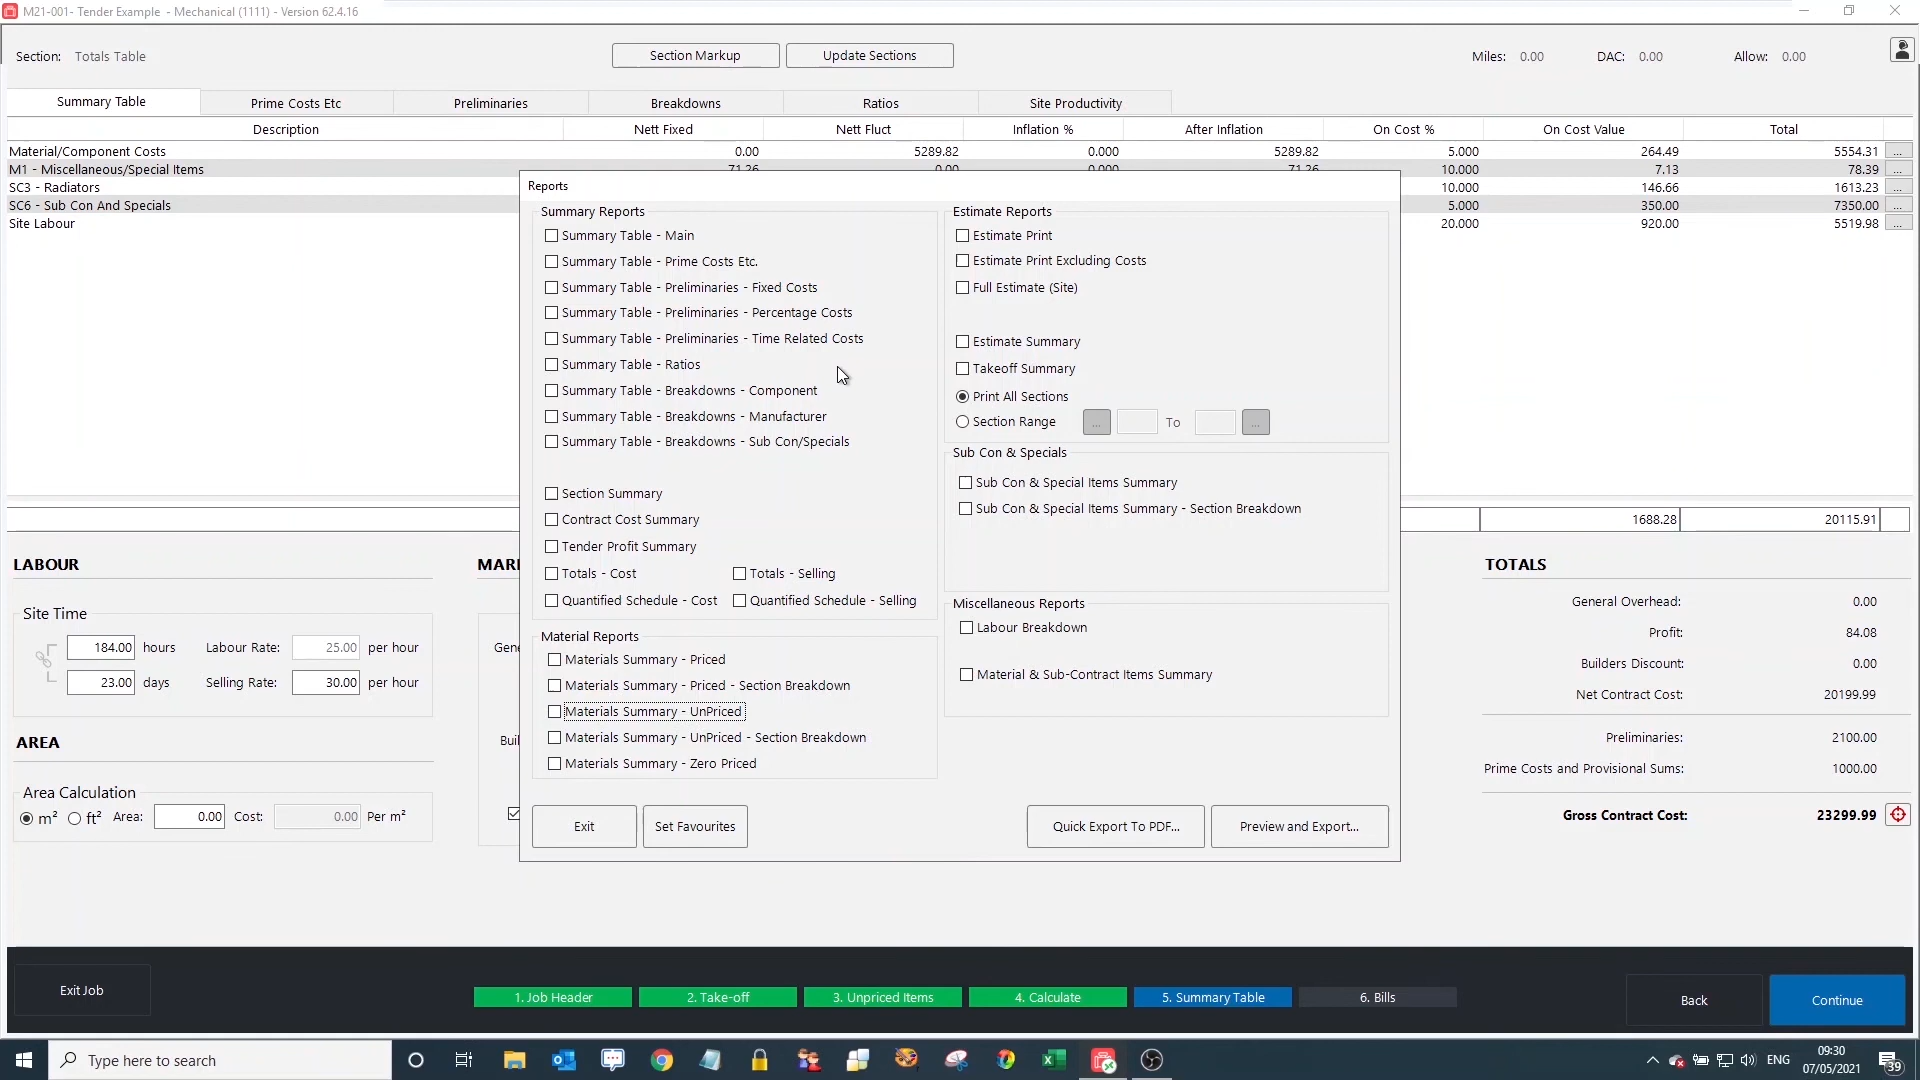 M21-001- Tender Example - Mechanical (1111) - Version 62.4.16
Section: Totals Table Section Markup Update Sections Miles: 0.00 DAC: 0.00 Allow: 0.00
Summary Table Prime Costs Etc Preliminaries Breakdowns Ratios Site Productivity
Description Nett Fixed Nett Fluct Inflation % After Inflation On Cost % On Cost Value Total
Material/Component Costs 0.00 5289.82 0.000 5289.82 5.000 264.49 5554.31 ...
M1 - Miscellaneous/Special Items 71.26 0.00 0.000 71.26 10.000 7.13 78.39 ...
SC3 - Radiators 10.000 146.66 1613.23 ...
SC6 - Sub Con And Specials 5.000 350.00 7350.00 ...
Site Labour 20.000 920.00 5519.98 ...
1688.28 20115.91
Reports
Summary Reports
Summary Table - Main
Summary Table - Prime Costs Etc.
Summary Table - Preliminaries - Fixed Costs
Summary Table - Preliminaries - Percentage Costs
Summary Table - Preliminaries - Time Related Costs
Summary Table - Ratios
Summary Table - Breakdowns - Component
Summary Table - Breakdowns - Manufacturer
Summary Table - Breakdowns - Sub Con/Specials
Section Summary
Contract Cost Summary
Tender Profit Summary
Totals - Cost Totals - Selling
Quantified Schedule - Cost Quantified Schedule - Selling
Material Reports
Materials Summary - Priced
Materials Summary - Priced - Section Breakdown
Materials Summary - UnPriced
Materials Summary - UnPriced - Section Breakdown
Materials Summary - Zero Priced
Estimate Reports
Estimate Print
Estimate Print Excluding Costs
Full Estimate (Site)
Estimate Summary
Takeoff Summary
Print All Sections
Section Range ... To ...
Sub Con & Specials
Sub Con & Special Items Summary
Sub Con & Special Items Summary - Section Breakdown
Miscellaneous Reports
Labour Breakdown
Material & Sub-Contract Items Summary
Exit Set Favourites Quick Export To PDF... Preview and Export...
LABOUR
Site Time
184.00 hours Labour Rate: 25.00 per hour
23.00 days Selling Rate: 30.00 per hour
AREA
Area Calculation
m² ft² Area: 0.00 Cost: 0.00 Per m²
MAR
Gene
Buil
TOTALS
General Overhead: 0.00
Profit: 84.08
Builders Discount: 0.00
Net Contract Cost: 20199.99
Preliminaries: 2100.00
Prime Costs and Provisional Sums: 1000.00
Gross Contract Cost: 23299.99
Exit Job 1. Job Header 2. Take-off 3. Unpriced Items 4. Calculate 5. Summary Table 6. Bills Back Continue
Type here to search ENG 09:30
07/05/2021 39